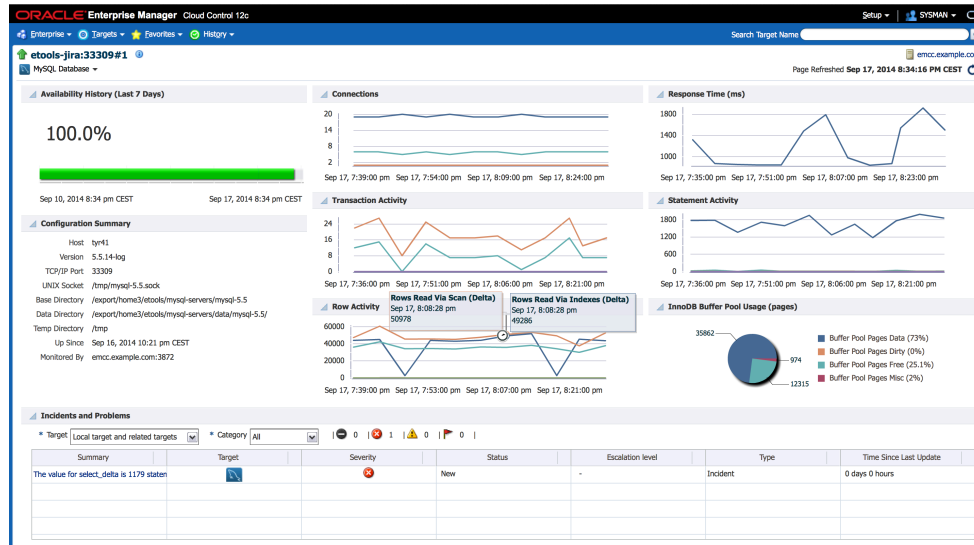 ORACLE Enterprise Manager Cloud Control 12c
Setup SYSMAN
Enterprise Targets Favorites History
Search Target Name
etools-jira:33309#1
emcc.example.co
MySQL Database
Page Refreshed Sep 17, 2014 8:34:16 PM CEST
Availability History (Last 7 Days)
100.0%
Sep 10, 2014 8:34 pm CEST Sep 17, 2014 8:34 pm CEST
Configuration Summary
Host tyr41
Version 5.5.14-log
TCP/IP Port 33309
UNIX Socket /tmp/mysql-5.5.sock
Base Directory /export/home3/etools/mysql-servers/mysql-5.5
Data Directory /export/home3/etools/mysql-servers/data/mysql-5.5/
Temp Directory /tmp
Up Since Sep 16, 2014 10:21 pm CEST
Monitored By emcc.example.com:3872
Connections
20
14
8
2
Sep 17, 7:39:00 pm Sep 17, 7:54:00 pm Sep 17, 8:09:00 pm Sep 17, 8:24:00 pm
Transaction Activity
24
16
8
0
Sep 17, 7:36:00 pm Sep 17, 7:51:00 pm Sep 17, 8:06:00 pm Sep 17, 8:21:00 pm
Row Activity
Rows Read Via Scan (Delta)
Sep 17, 8:08:28 pm
50978
Rows Read Via Indexes (Delta)
Sep 17, 8:08:28 pm
49286
60000
40000
20000
0
Sep 17, 7:39:00 pm Sep 17, 7:53:00 pm Sep 17, 8:07:00 pm Sep 17, 8:21:00 pm
Response Time (ms)
1800
1400
1000
Sep 17, 7:35:00 pm Sep 17, 7:51:00 pm Sep 17, 8:07:00 pm Sep 17, 8:23:00 pm
Statement Activity
1800
1200
600
0
Sep 17, 7:36:00 pm Sep 17, 7:51:00 pm Sep 17, 8:06:00 pm Sep 17, 8:21:00 pm
InnoDB Buffer Pool Usage (pages)
35862
974
12315
Buffer Pool Pages Data (73%)
Buffer Pool Pages Dirty (0%)
Buffer Pool Pages Free (25.1%)
Buffer Pool Pages Misc (2%)
Incidents and Problems
* Target Local target and related targets * Category All | 0 | 1 | 0 | 0 |
Summary Target Severity Status Escalation level Type Time Since Last Update
The value for select_delta is 1179 staten New - Incident 0 days 0 hours